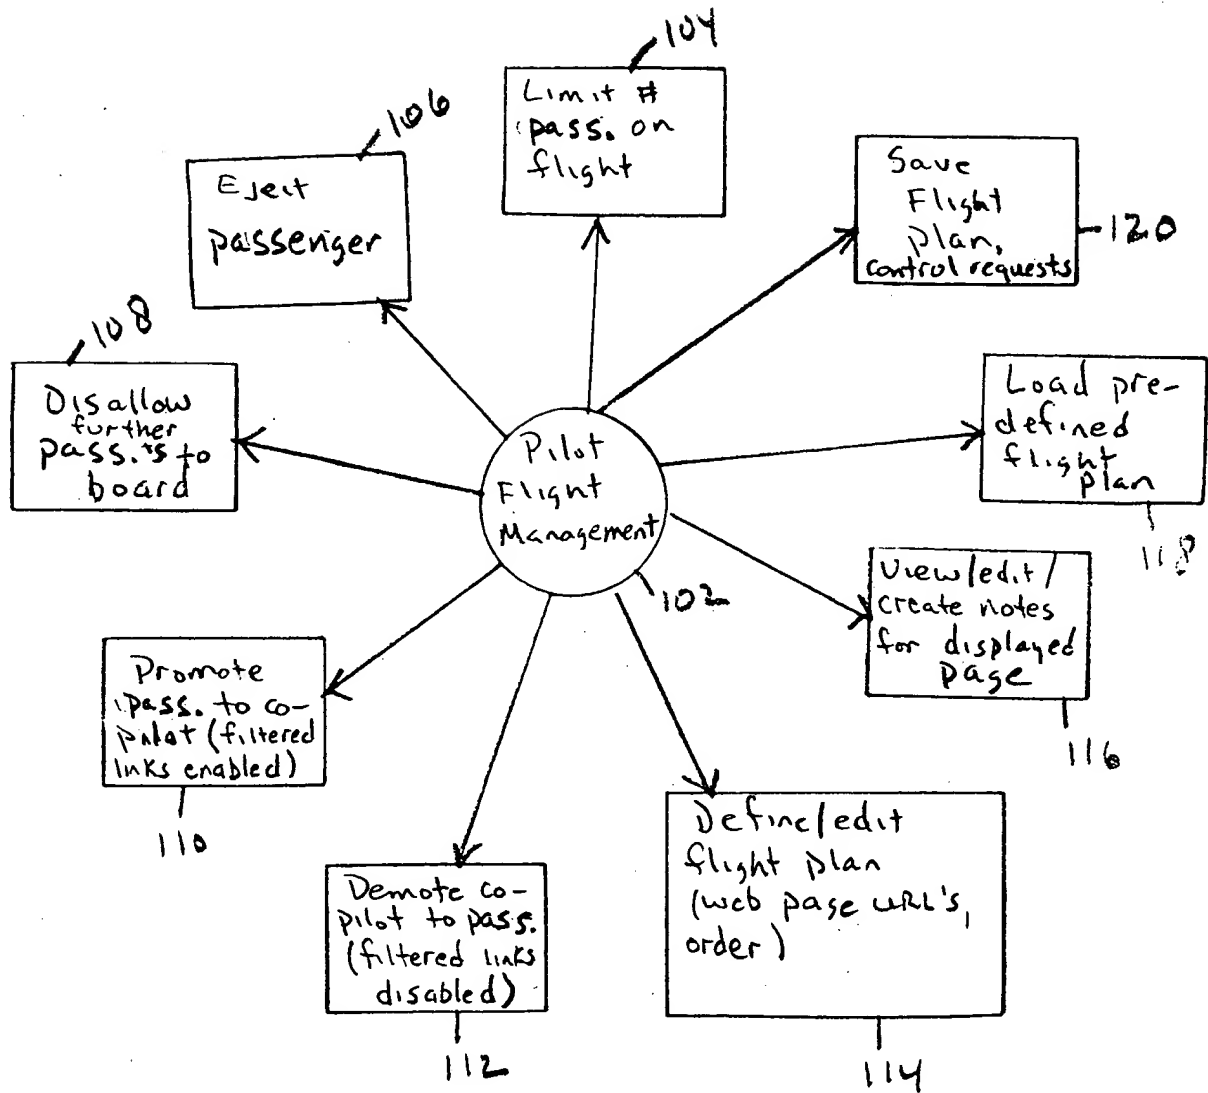 104
Limit #
pass. on
flight
106
Eject
passenger
Save
Flight
plan,
control requests
120
108
Disallow
further
pass.'s to
board
Pilot
Flight
Management
102
Load pre-
defined
flight
plan
118
View/edit/
create notes
for displayed
page
116
Promote
pass. to co-
pilot (filtered
links enabled)
110
Demote co-
pilot to pass.
(filtered links
disabled)
112
Define/edit
flight plan
(web page URL's,
order)
114